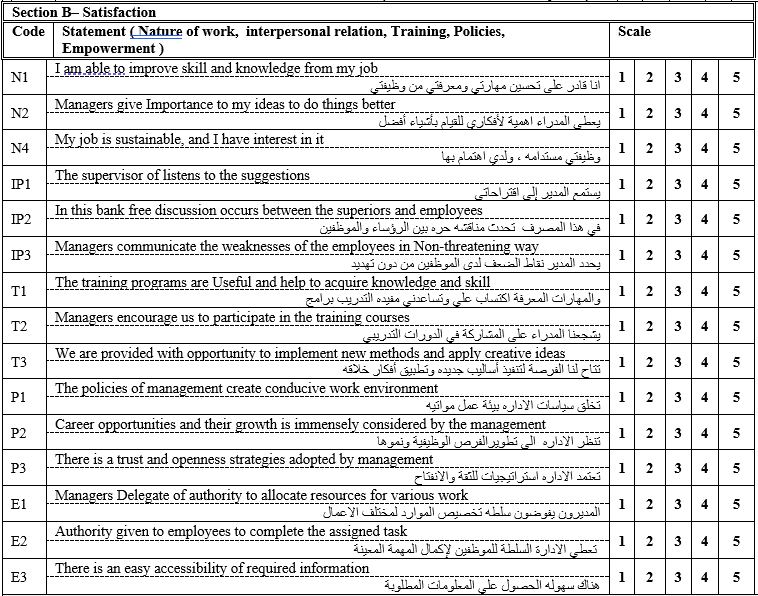 Section B– Satisfaction
Code Statement ( Nature of work, interpersonal relation, Training, Policies, Scale
Empowerment )
N1 I am able to improve skill and knowledge from my job 1 2 3 4 5
انا قادر على تحسين مهارتي ومعرفتي من وظيفتي
N2 Managers give Importance to my ideas to do things better 1 2 3 4 5
يعطي المدراء اهمية لأفكاري للقيام بأشياء أفضل
N4 My job is sustainable, and I have interest in it 1 2 3 4 5
وظيفتي مستدامه ، ولدي اهتمام بها
IP1 The supervisor of listens to the suggestions 1 2 3 4 5
يستمع المدير إلى اقتراحاتي
IP2 In this bank free discussion occurs between the superiors and employees 1 2 3 4 5
في هذا المصرف تحدث مناقشه حره بين الرؤساء والموظفين
IP3 Managers communicate the weaknesses of the employees in Non-threatening way 1 2 3 4 5
يحدد المدير نقاط الضعف لدى الموظفين من دون تهديد
T1 The training programs are Useful and help to acquire knowledge and skill 1 2 3 4 5
والمهارات المعرفة اكتساب علي وتساعدني مفيده التدريب برامج
T2 Managers encourage us to participate in the training courses 1 2 3 4 5
يشجعنا المدراء على المشاركة في الدورات التدريبي
T3 We are provided with opportunity to implement new methods and apply creative ideas 1 2 3 4 5
تتاح لنا الفرصة لتنفيذ أساليب جديده وتطبيق أفكار خلاقه
P1 The policies of management create conducive work environment 1 2 3 4 5
تخلق سياسات الاداره بيئة عمل مواتيه
P2 Career opportunities and their growth is immensely considered by the management 1 2 3 4 5
تنظر الاداره الى تطويرالفرص الوظيفية ونموها
P3 There is a trust and openness strategies adopted by management 1 2 3 4 5
تعتمد الاداره استراتيجيات للثقة والانفتاح
E1 Managers Delegate of authority to allocate resources for various work 1 2 3 4 5
المديرون يفوضون سلطه تخصيص الموارد لمختلف الاعمال
E2 Authority given to employees to complete the assigned task 1 2 3 4 5
تعطي الادارة السلطة للموظفين لإكمال المهمة المعينة
E3 There is an easy accessibility of required information 1 2 3 4 5
هناك سهوله الحصول علي المعلومات المطلوبة